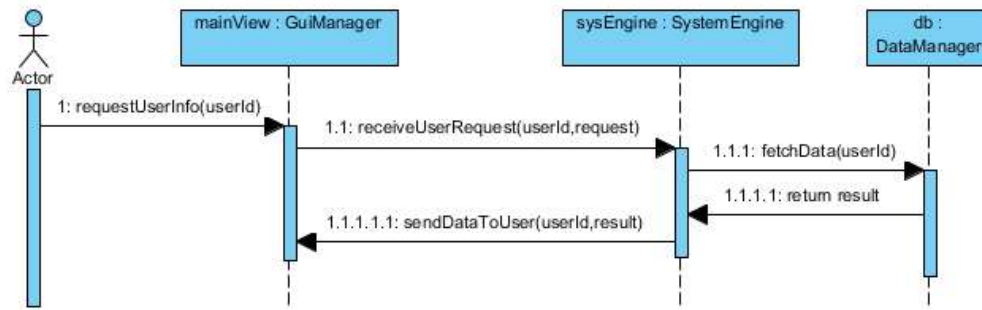 mainView : GuiManager
sysEngine : SystemEngine
db :
DataManager
Actor
1: requestUserInfo(userId)
1.1: receiveUserRequest(userId,request)
1.1.1: fetchData(userId)
1.1.1.1: return result
1.1.1.1.1: sendDataToUser(userId,result)